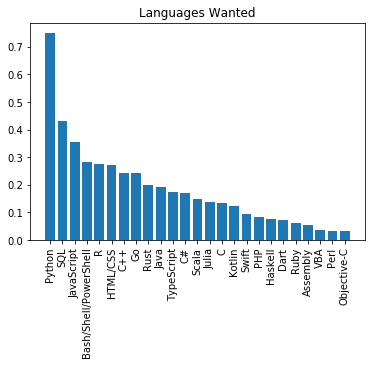 Languages Wanted
0.7
0.6
0.5
0.4
0.3
0.2
0.1
0.0
Python
SQL
JavaScript
Bash/Shell/PowerShell
R
HTML/CSS
C++
Go
Rust
Java
TypeScript
C#
Scala
Julia
C
Kotlin
Swift
PHP
Haskell
Dart
Ruby
Assembly
VBA
Perl
Objective-C